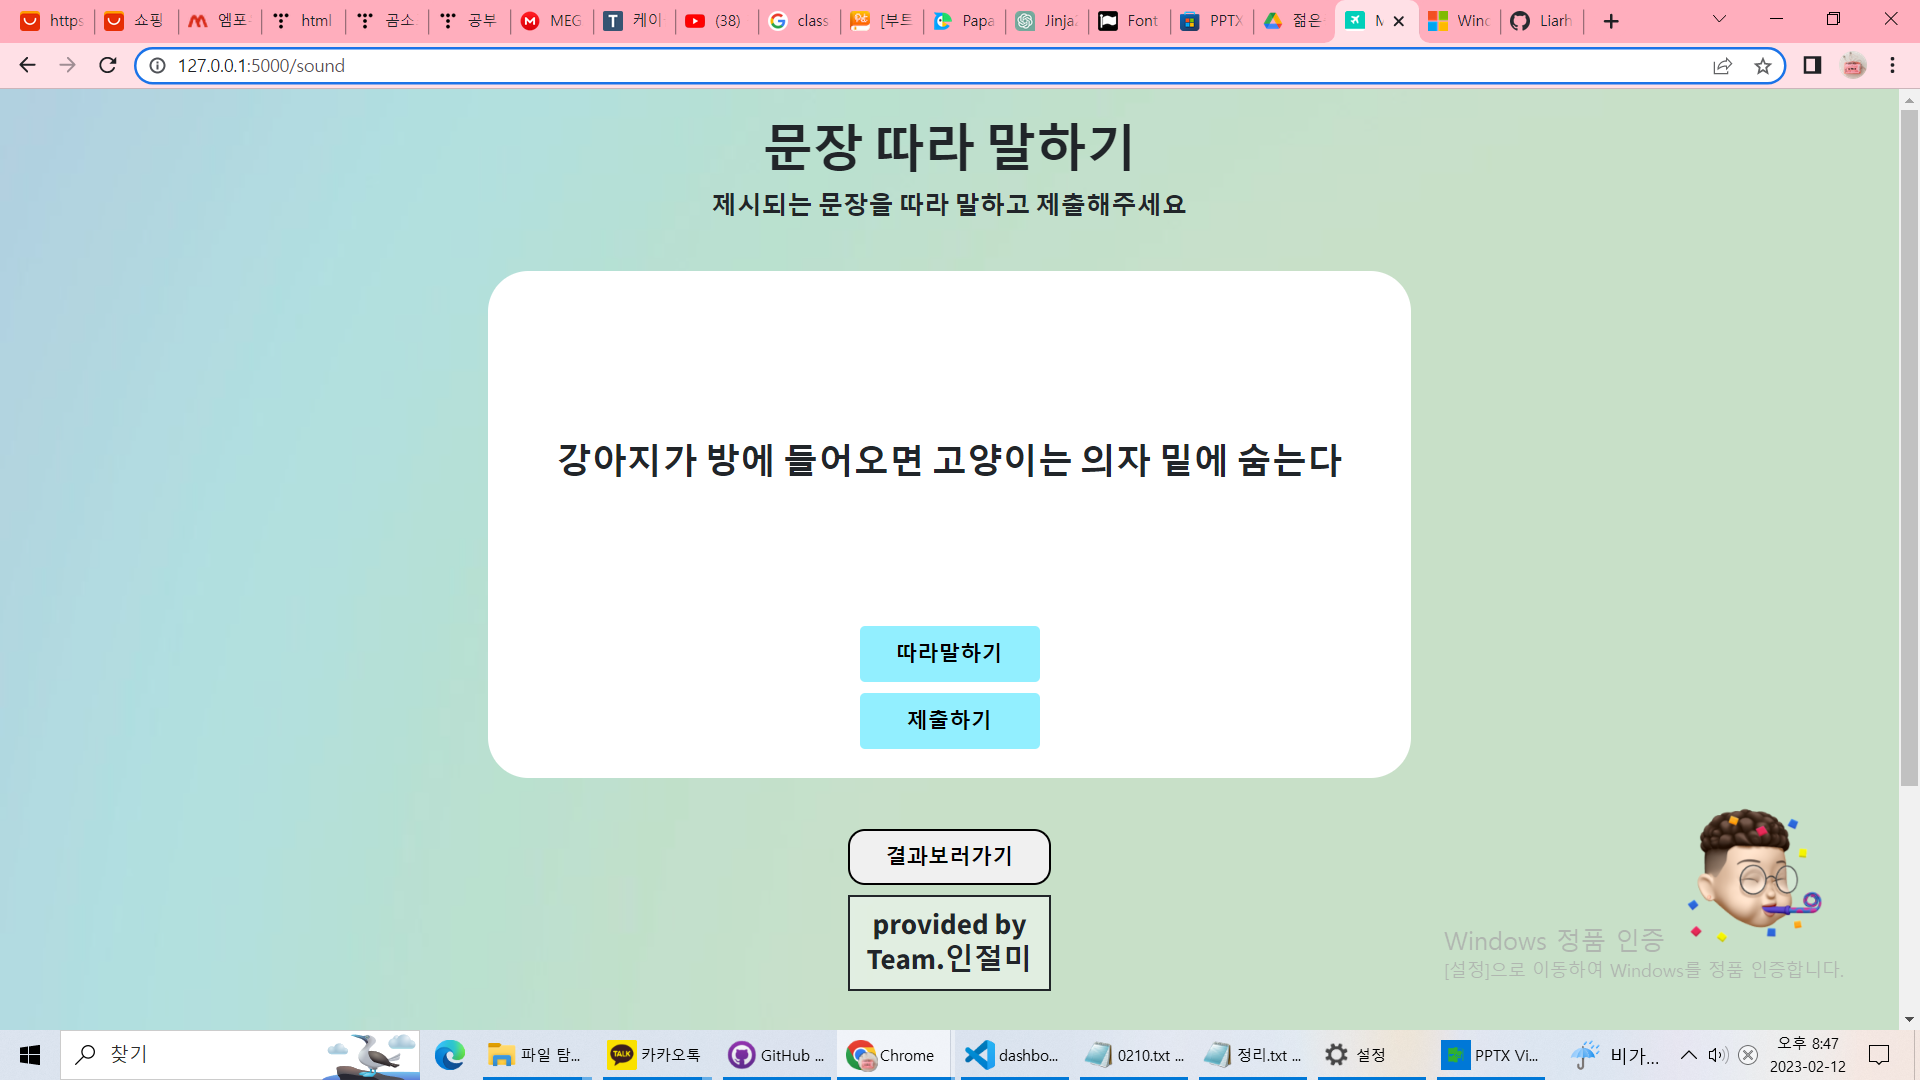 https
쇼핑
엠포
html
곰소
공부
MEG
케이
(38)
class
[부트
Papa
Jinja
Font
PPTX
젊은
Winc
Liarh
127.0.0.1:5000/sound
문장 따라 말하기
제시되는 문장을 따라 말하고 제출해주세요
강아지가 방에 들어오면 고양이는 의자 밑에 숨는다
따라말하기
제출하기
결과보러가기
provided by
Team.인절미
Windows 정품 인증
[설정]으로 이동하여 Windows를 정품 인증합니다.
찾기
파일 탐...
TALK
카카오톡
GitHub ...
Chrome
dashbo...
0210.txt ...
정리.txt ...
설정
PPTX Vi...
비가...
오후 8:47
2023-02-12